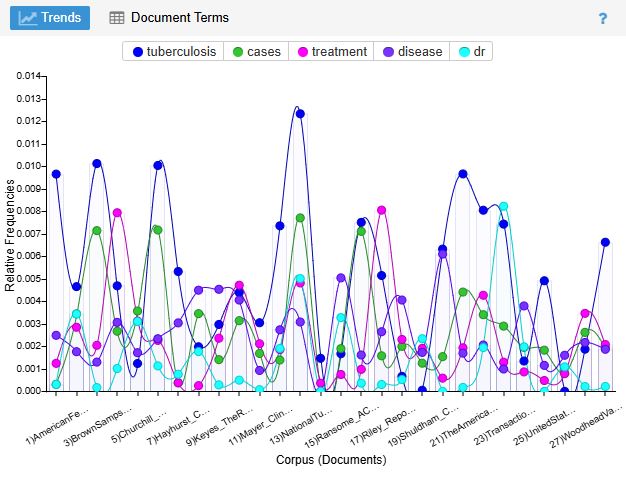 Trends Document Terms ?
tuberculosis cases treatment disease dr
0.014
0.013
0.012
0.011
0.010
0.009
0.008
0.007
0.006
0.005
0.004
0.003
0.002
0.001
0.000
Relative Frequencies
1)AmericanFe...
3)BrownSamps...
5)Churchill_...
7)Hayhurst_C...
9)Keyes_TheR...
11)Mayer_Clin...
13)NationalTu...
15)Ransome_AC...
17)Riley_Repo...
19)Shuldham_C...
21)TheAmerica...
23)Transactio...
25)UnitedStat...
27)WoodheadVa...
Corpus (Documents)